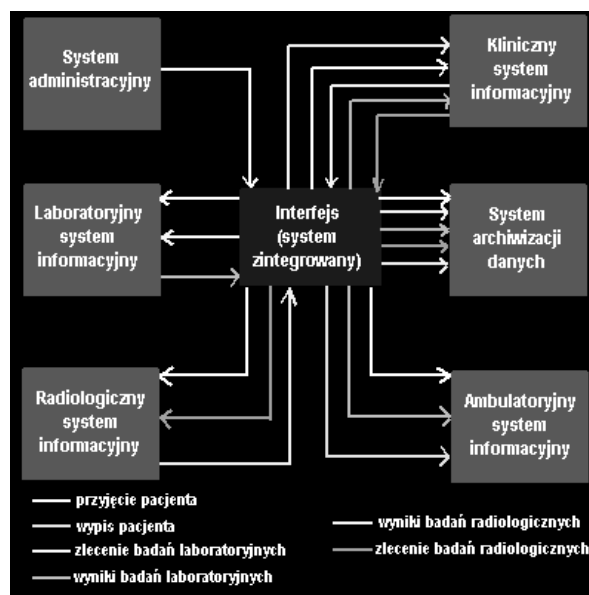 System
administracyjny
Kliniczny
system
informacyjny
Laboratoryjny
system
informacyjny
Interfejs
(system
zintegrowany)
System
archiwizacji
danych
Radiologiczny
system
informacyjny
Ambulatoryjny
system
informacyjny
przyjęcie pacjenta
wypis pacjenta
zlecenie badań laboratoryjnych
wyniki badań laboratoryjnych
wyniki badań radiologicznych
zlecenie badań radiologicznych